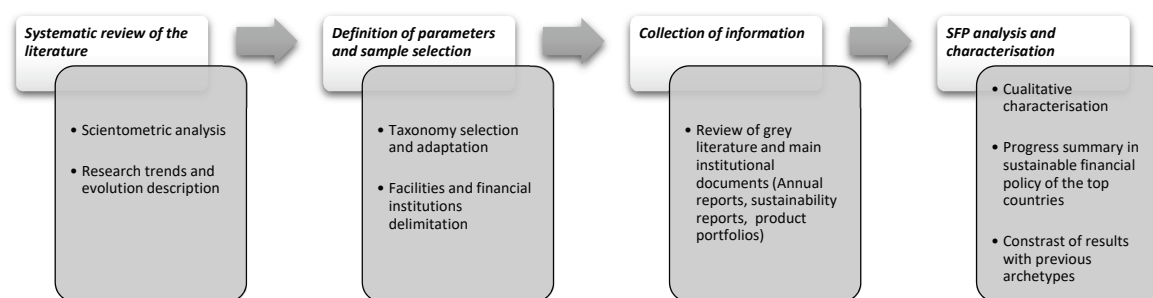 Systematic review of the
literature
• Scientometric analysis
• Research trends and
evolution description
Definition of parameters
and sample selection
• Taxonomy selection
and adaptation
• Facilities and financial
institutions
delimitation
Collection of information
• Review of grey
literature and main
institutional
documents (Annual
reports, sustainability
reports, product
portfolios)
SFP analysis and
characterisation
• Cualitative
characterisation
• Progress summary in
sustainable financial
policy of the top
countries
• Constrast of results
with previous
archetypes